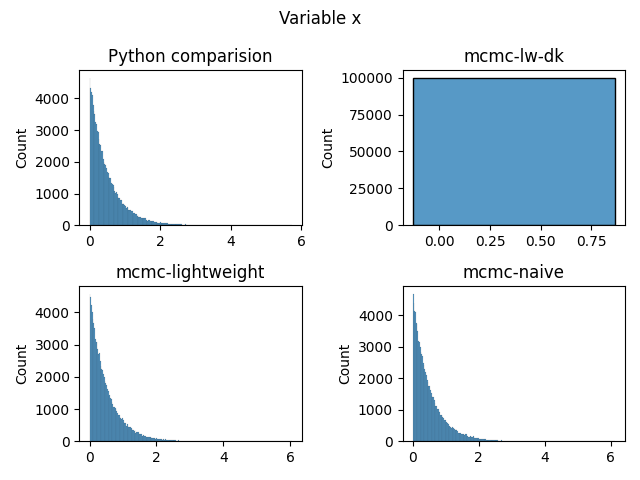 Variable x
Python comparision
Count
4000
3000
2000
1000
0
0 2 4 6
mcmc-lw-dk
Count
100000
75000
50000
25000
0
0.00 0.25 0.50 0.75
mcmc-lightweight
Count
4000
3000
2000
1000
0
0 2 4 6
mcmc-naive
Count
4000
3000
2000
1000
0
0 2 4 6